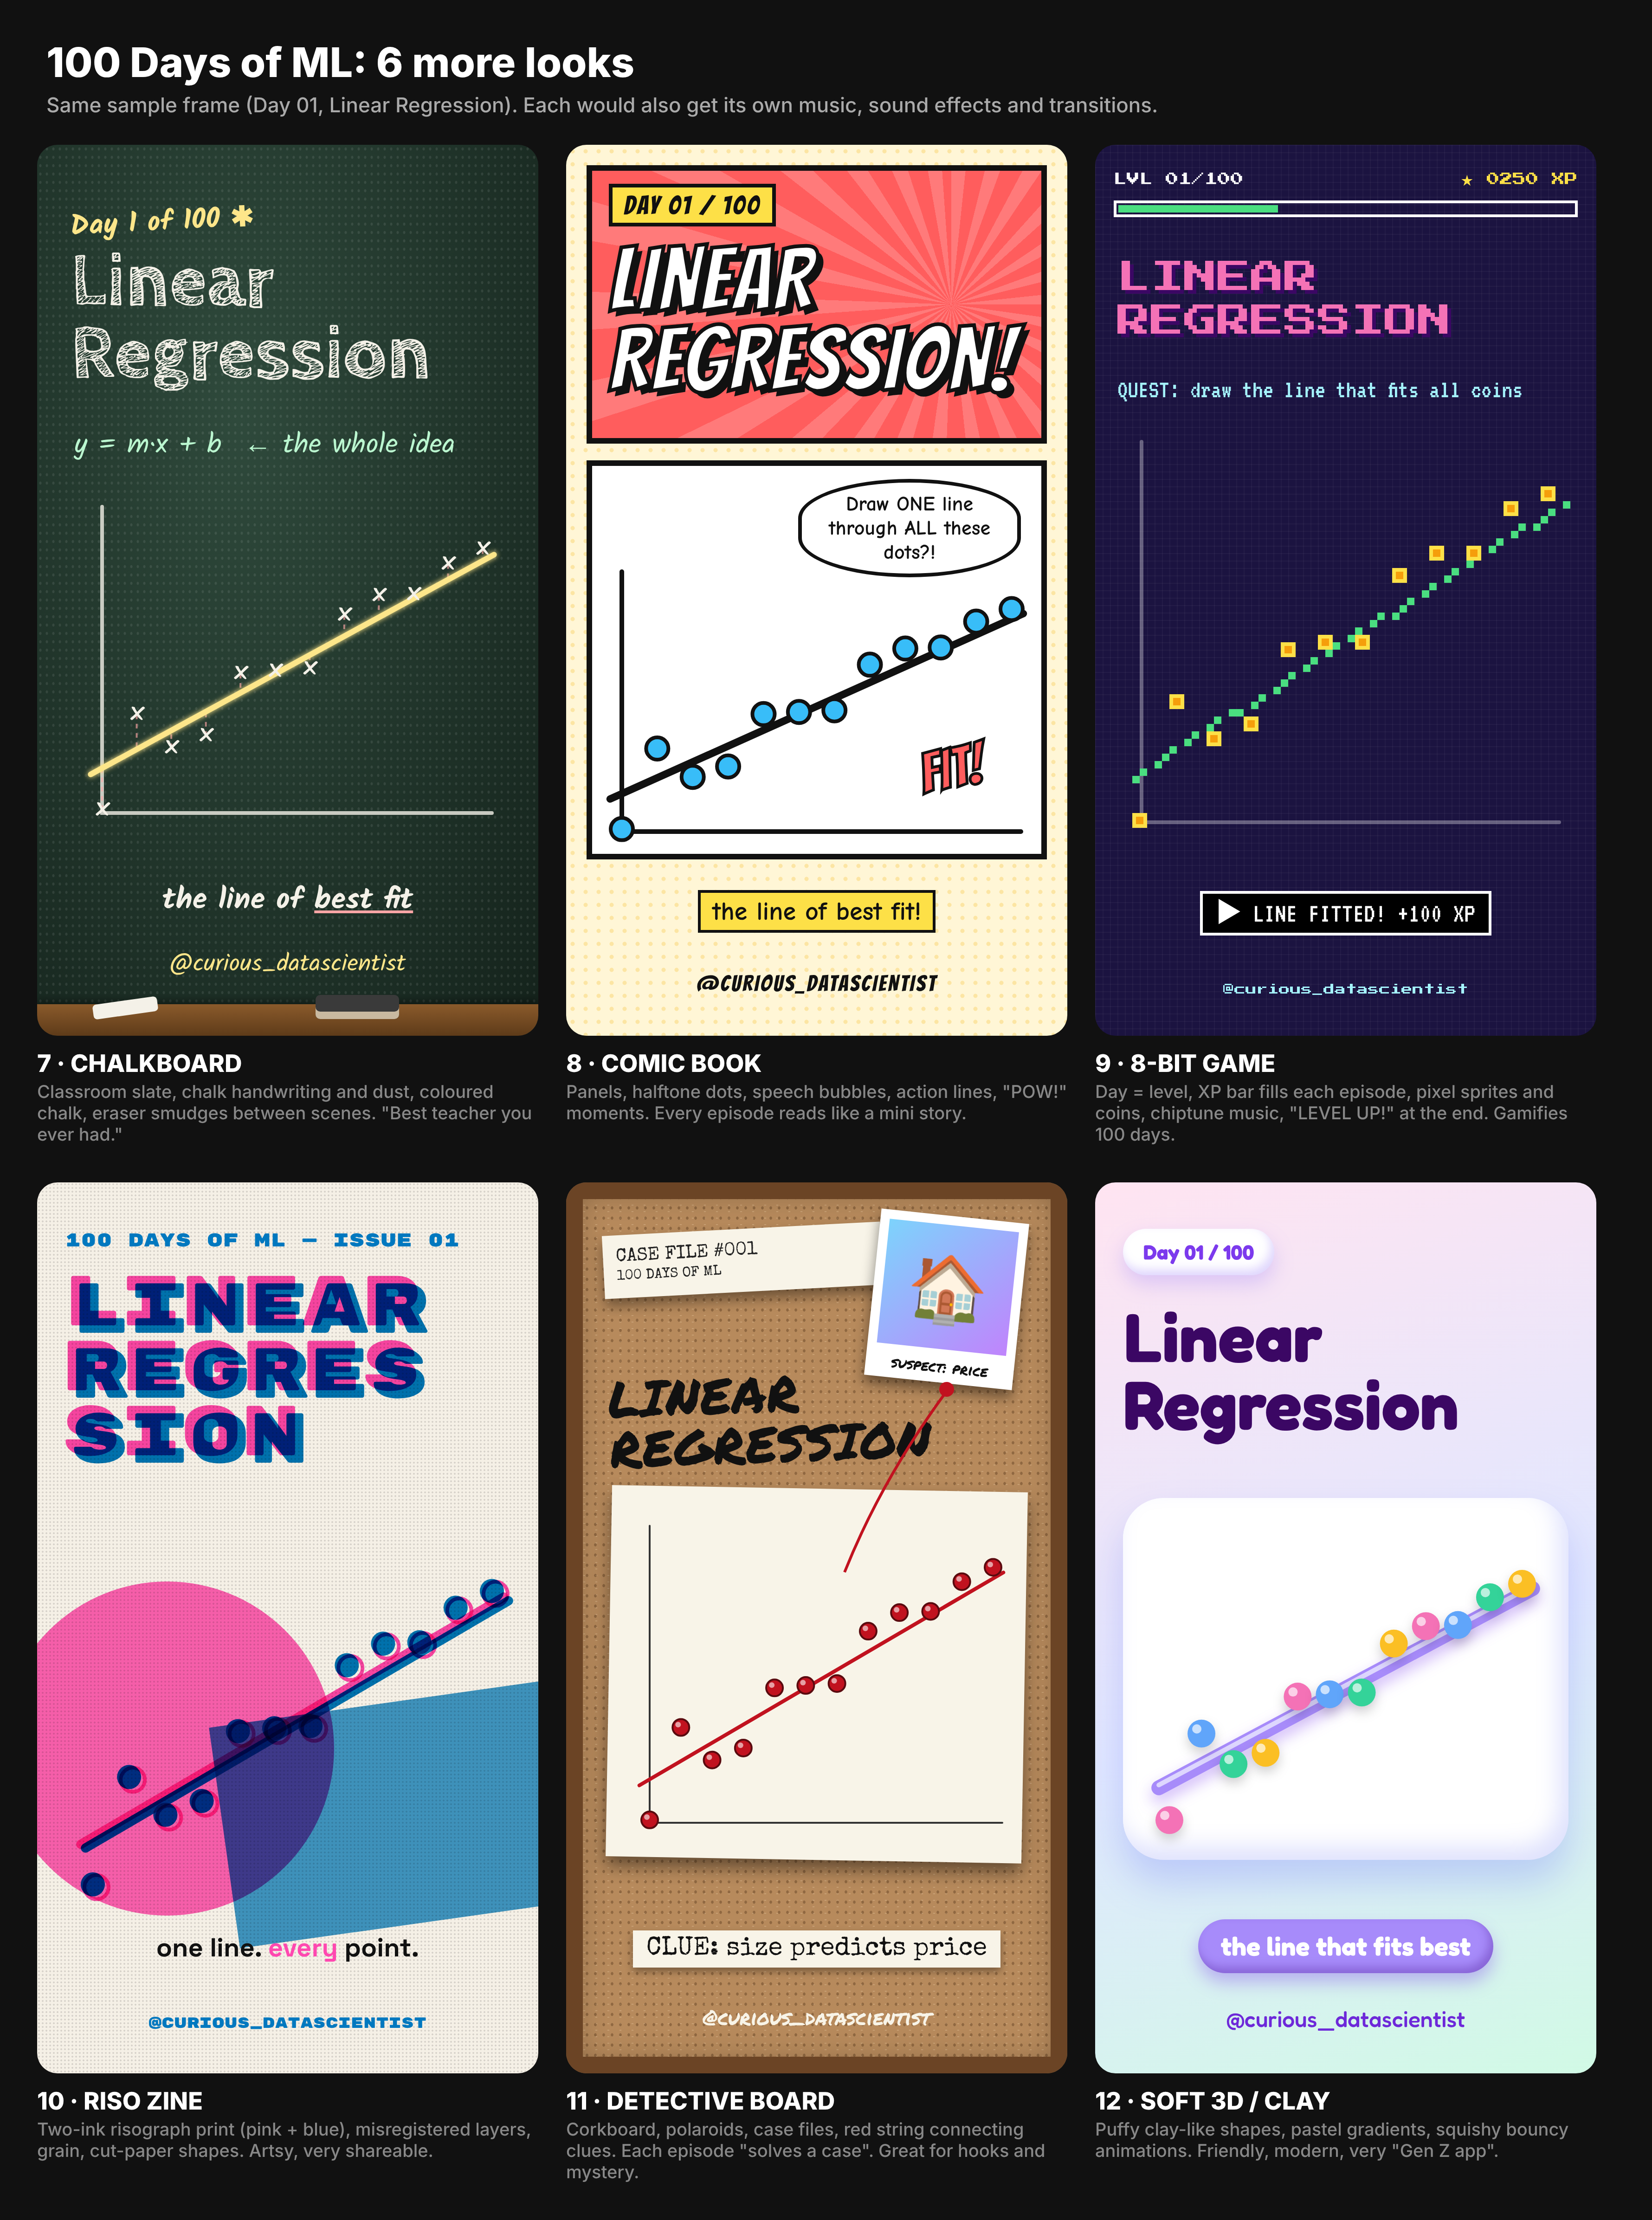 100 Days of ML: 6 more looks
Same sample frame (Day 01, Linear Regression). Each would also get its own music, sound effects and transitions.
Day 1 of 100 ✱
Linear
Regression
y = m·x + b ← the whole idea
the line of best fit
@curious_datascientist
7 · CHALKBOARD
Classroom slate, chalk handwriting and dust, coloured
chalk, eraser smudges between scenes. "Best teacher you
ever had."
DAY 01 / 100
LINEAR
REGRESSION!
Draw ONE line
through ALL these
dots?!
FIT!
the line of best fit!
@CURIOUS_DATASCIENTIST
8 · COMIC BOOK
Panels, halftone dots, speech bubbles, action lines, "POW!"
moments. Every episode reads like a mini story.
LVL 01/100
★ 0250 XP
LINEAR
REGRESSION
QUEST: draw the line that fits all coins
▶ LINE FITTED! +100 XP
@curious_datascientist
9 · 8-BIT GAME
Day = level, XP bar fills each episode, pixel sprites and
coins, chiptune music, "LEVEL UP!" at the end. Gamifies
100 days.
100 DAYS OF ML — ISSUE 01
LINEAR
REGRES
SION
one line. every point.
@CURIOUS_DATASCIENTIST
10 · RISO ZINE
Two-ink risograph print (pink + blue), misregistered layers,
grain, cut-paper shapes. Artsy, very shareable.
CASE FILE #001
100 DAYS OF ML
SUSPECT: PRICE
LINEAR
REGRESSION
CLUE: size predicts price
@CURIOUS_DATASCIENTIST
11 · DETECTIVE BOARD
Corkboard, polaroids, case files, red string connecting
clues. Each episode "solves a case". Great for hooks and
mystery.
Day 01 / 100
Linear
Regression
the line that fits best
@curious_datascientist
12 · SOFT 3D / CLAY
Puffy clay-like shapes, pastel gradients, squishy bouncy
animations. Friendly, modern, very "Gen Z app".